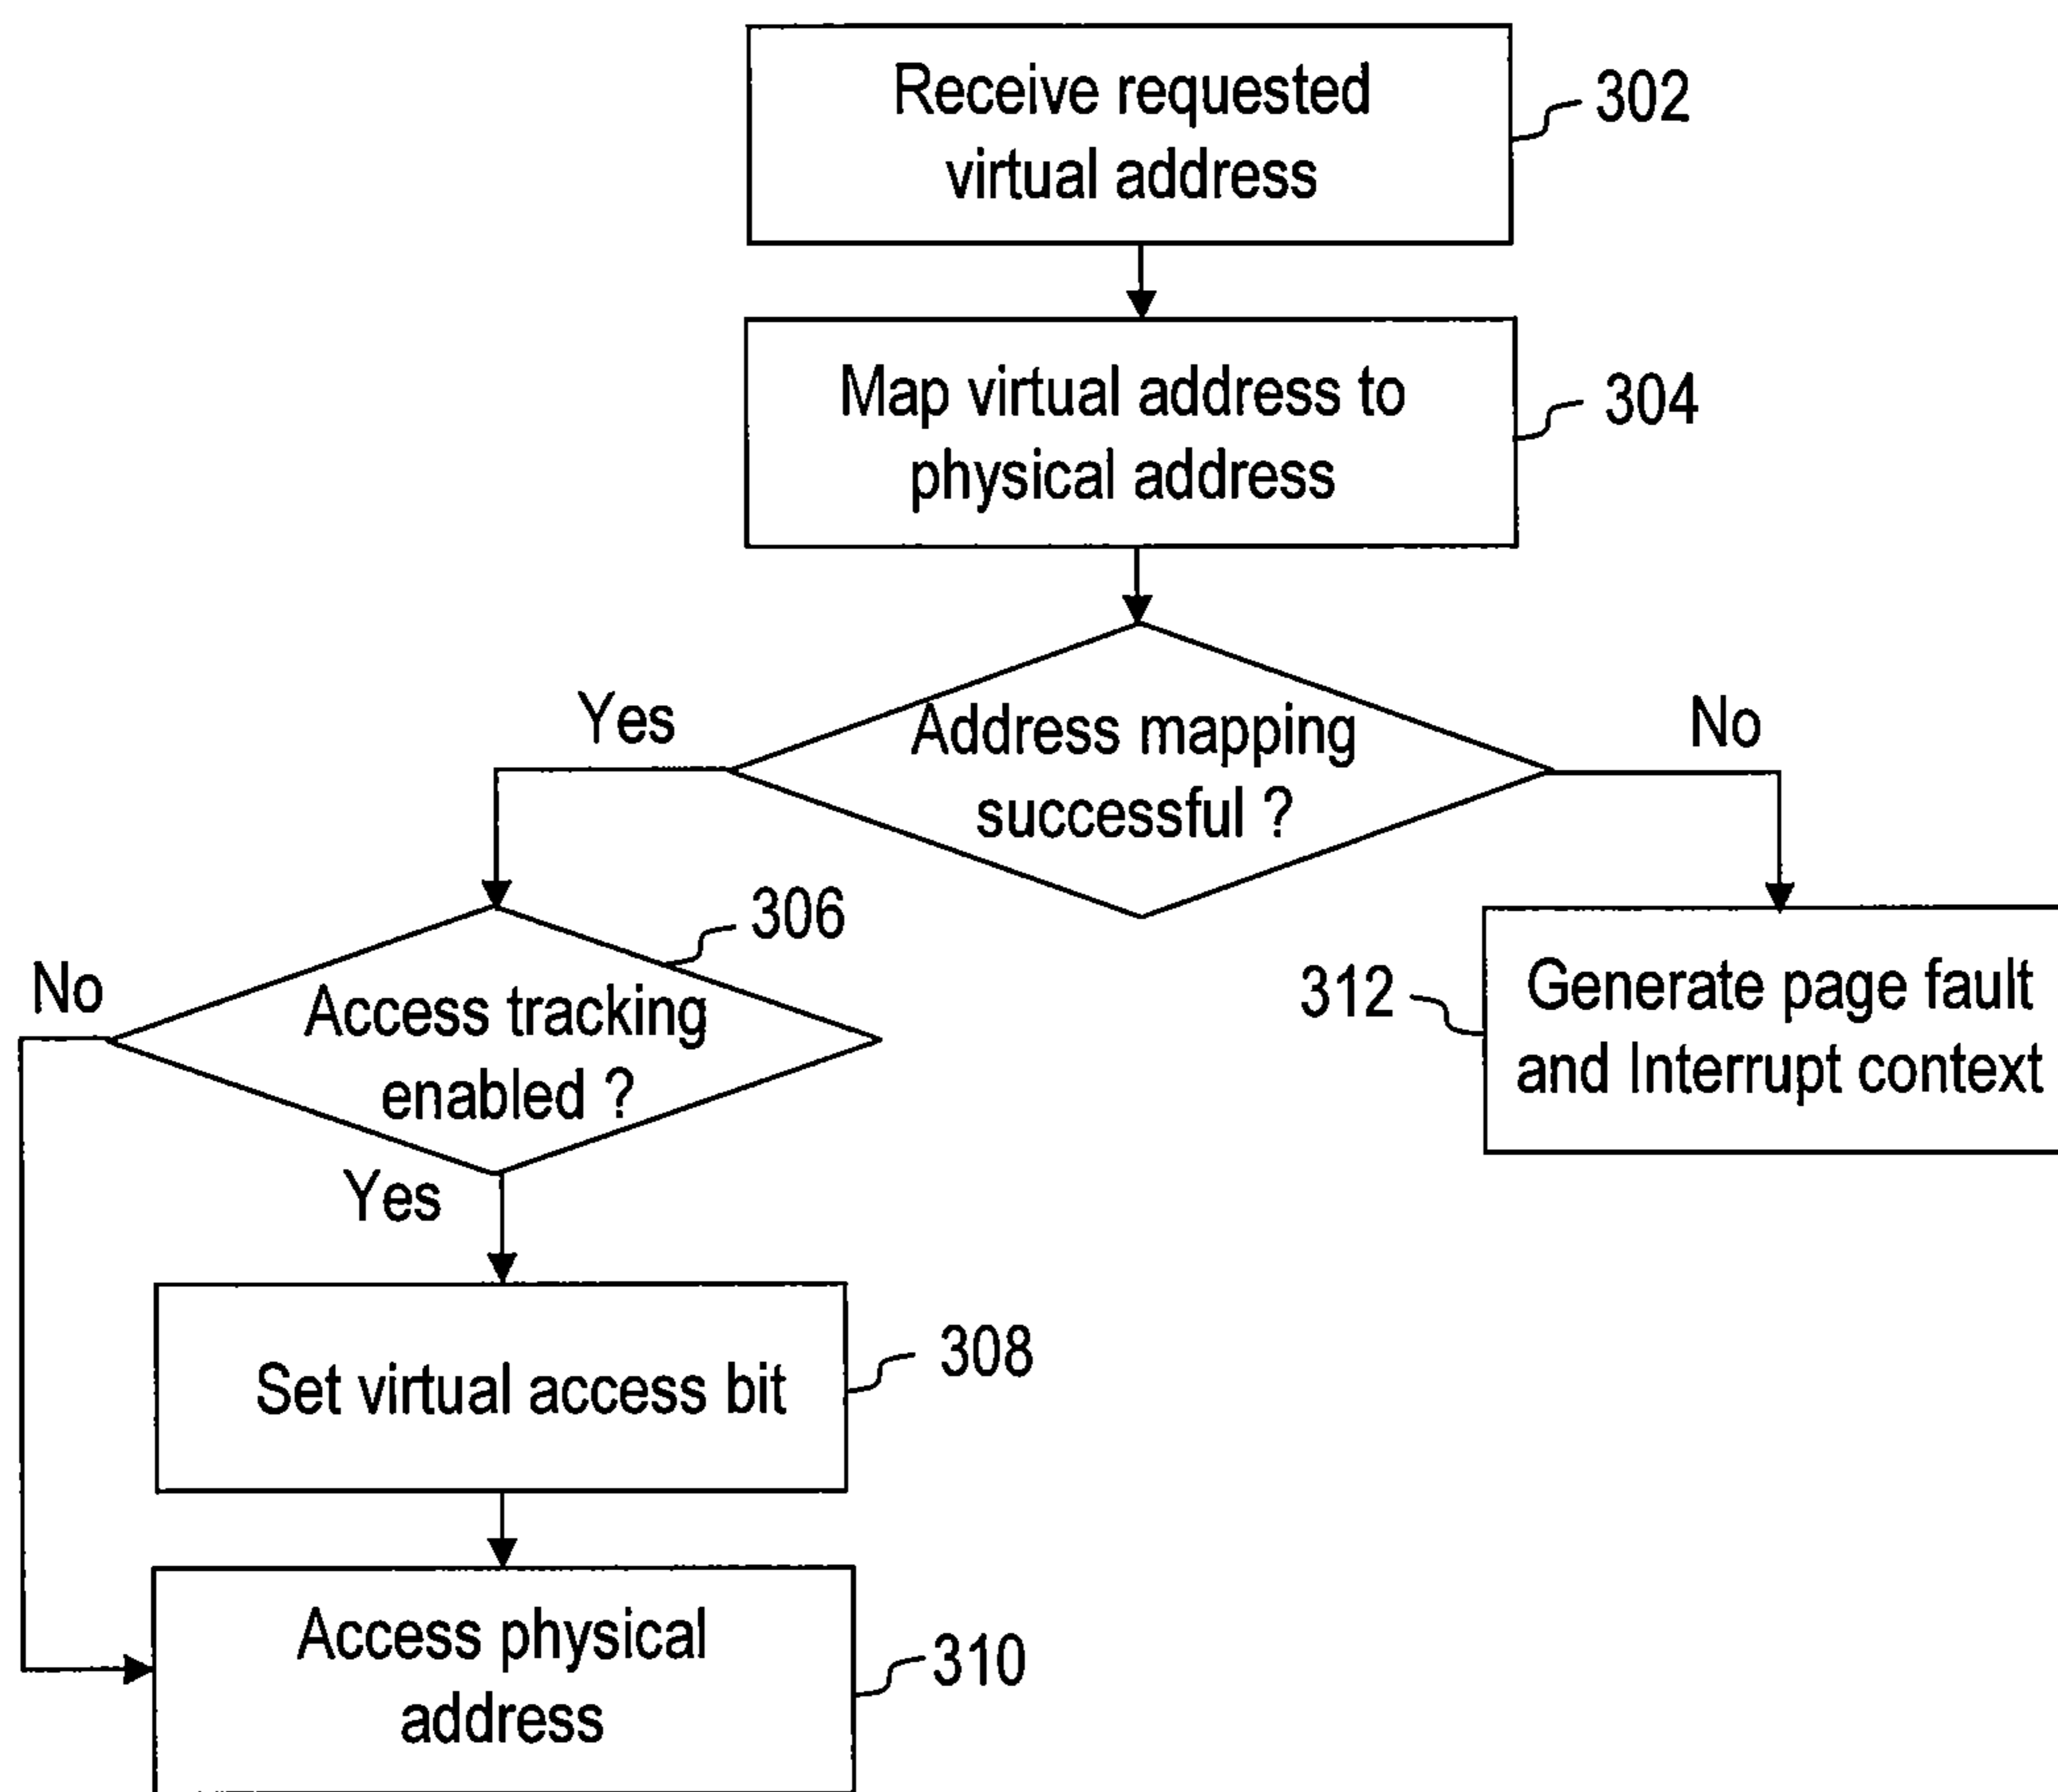 Receive requested
virtual address
302
Map virtual address to
physical address
304
Address mapping
successful ?
Yes
No
306
Access tracking
enabled ?
No
Yes
312
Generate page fault
and Interrupt context
Set virtual access bit
308
Access physical
address
310